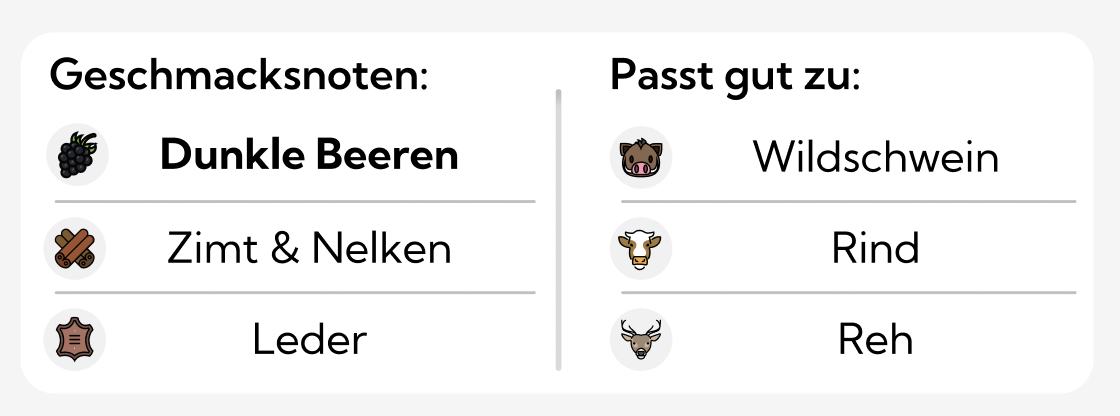 Geschmacksnoten:
Dunkle Beeren
Zimt & Nelken
Leder
Passt gut zu:
Wildschwein
Rind
Reh